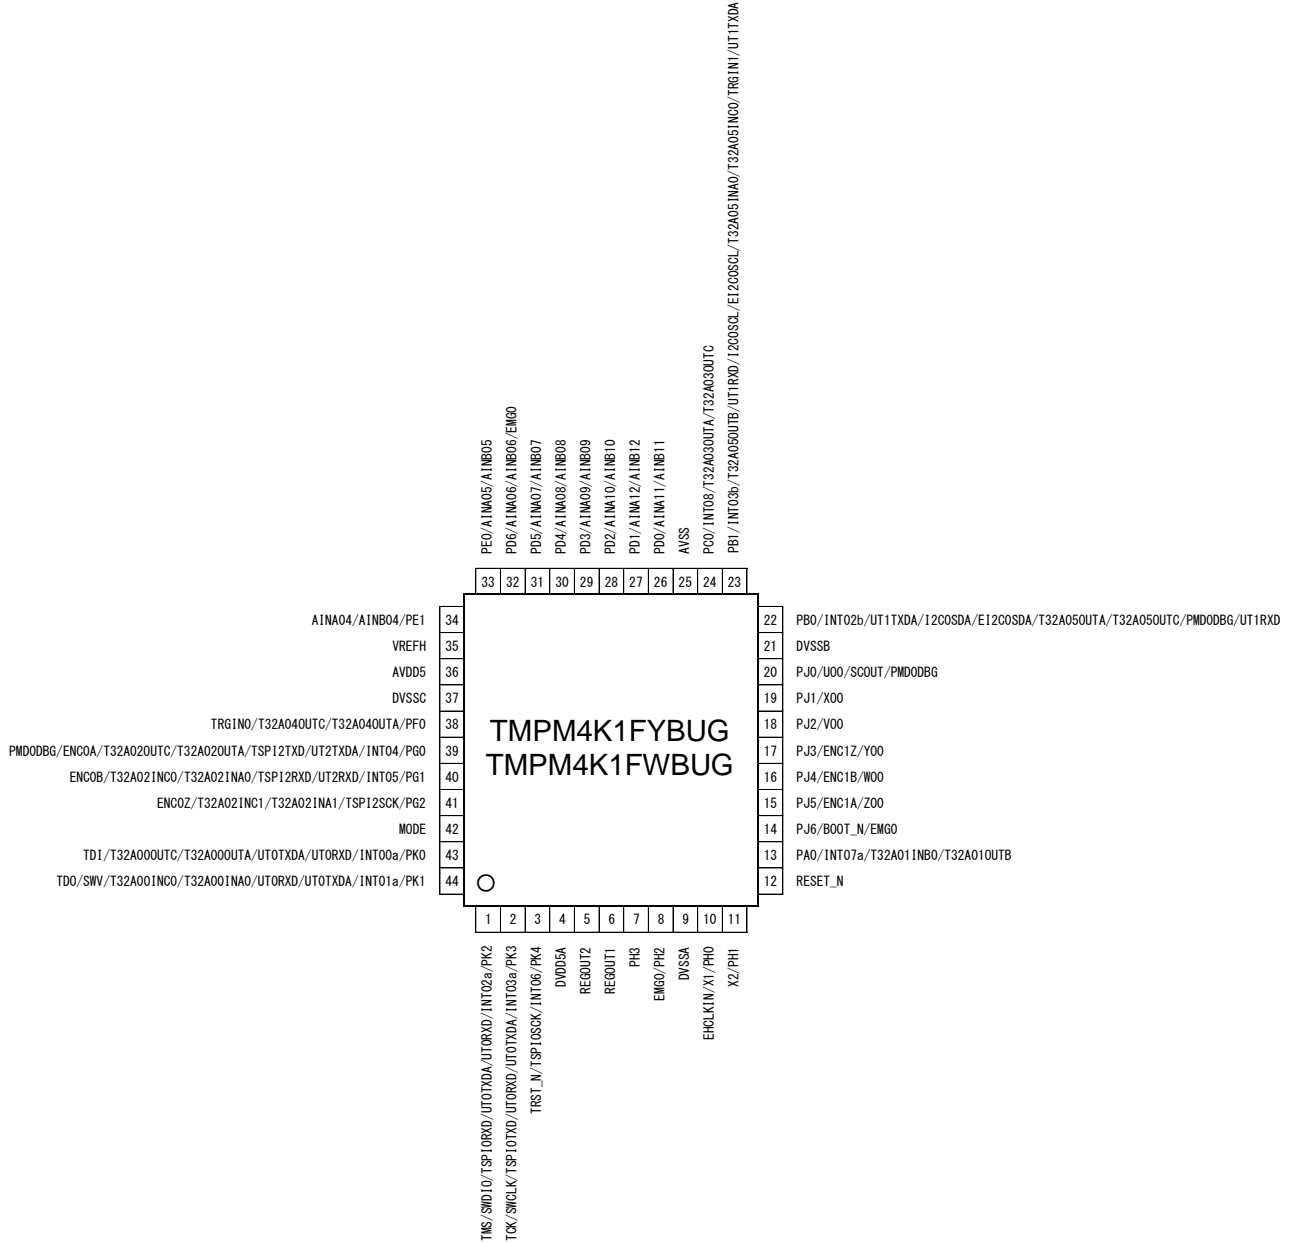 PB1/INT03b/T32A05OUTB/UT1RXD/I2C0SCL/EI2C0SCL/T32A05INA0/T32A05INC0/TRGIN1/UT1TXDA
PC0/INT08/T32A03OUTA/T32A03OUTC
AVSS
PD0/AINA11/AINB11
PD1/AINA12/AINB12
PD2/AINA10/AINB10
PD3/AINA09/AINB09
PD4/AINA08/AINB08
PD5/AINA07/AINB07
PD6/AINA06/AINB06/EMG0
PE0/AINA05/AINB05
33 32 31 30 29 28 27 26 25 24 23
AINA04/AINB04/PE1 34
VREFH 35
AVDD5 36
DVSSC 37
TRGIN0/T32A04OUTC/T32A04OUTA/PF0 38
PMD0DBG/ENC0A/T32A02OUTC/T32A02OUTA/TSPI2TXD/UT2TXDA/INT04/PG0 39
ENC0B/T32A02INC0/T32A02INA0/TSPI2RXD/UT2RXD/INT05/PG1 40
ENC0Z/T32A02INC1/T32A02INA1/TSPI2SCK/PG2 41
MODE 42
TDI/T32A00OUTC/T32A00OUTA/UT0TXDA/UT0RXD/INT00a/PK0 43
TDO/SWV/T32A00INC0/T32A00INA0/UT0RXD/UT0TXDA/INT01a/PK1 44
TMPM4K1FYBUG
TMPM4K1FWBUG
22 PB0/INT02b/UT1TXDA/I2C0SDA/EI2C0SDA/T32A05OUTA/T32A05OUTC/PMD0DBG/UT1RXD
21 DVSSB
20 PJ0/UO0/SCOUT/PMD0DBG
19 PJ1/XO0
18 PJ2/VO0
17 PJ3/ENC1Z/YO0
16 PJ4/ENC1B/WO0
15 PJ5/ENC1A/ZO0
14 PJ6/BOOT_N/EMG0
13 PA0/INT07a/T32A01INB0/T32A01OUTB
12 RESET_N
1 2 3 4 5 6 7 8 9 10 11
TMS/SWDIO/TSPI0RXD/UT0TXDA/UT0RXD/INT02a/PK2
TCK/SWCLK/TSPI0TXD/UT0RXD/UT0TXDA/INT03a/PK3
TRST_N/TSPI0SCK/INT06/PK4
DVDD5A
REGOUT2
REGOUT1
PH3
EMG0/PH2
DVSSA
EHCLKIN/X1/PH0
X2/PH1